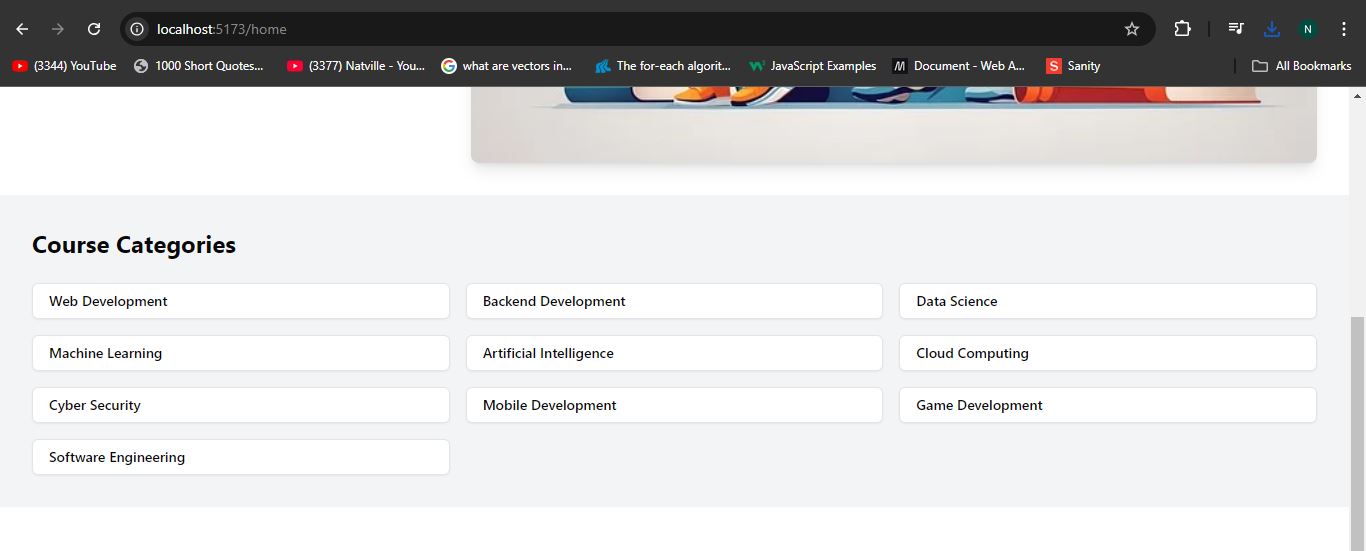 localhost:5173/home
N
(3344) YouTube
1000 Short Quotes...
(3377) Natville - You...
what are vectors in...
The for-each algorit...
JavaScript Examples
Document - Web A...
S Sanity
All Bookmarks
Course Categories
Web Development
Backend Development
Data Science
Machine Learning
Artificial Intelligence
Cloud Computing
Cyber Security
Mobile Development
Game Development
Software Engineering